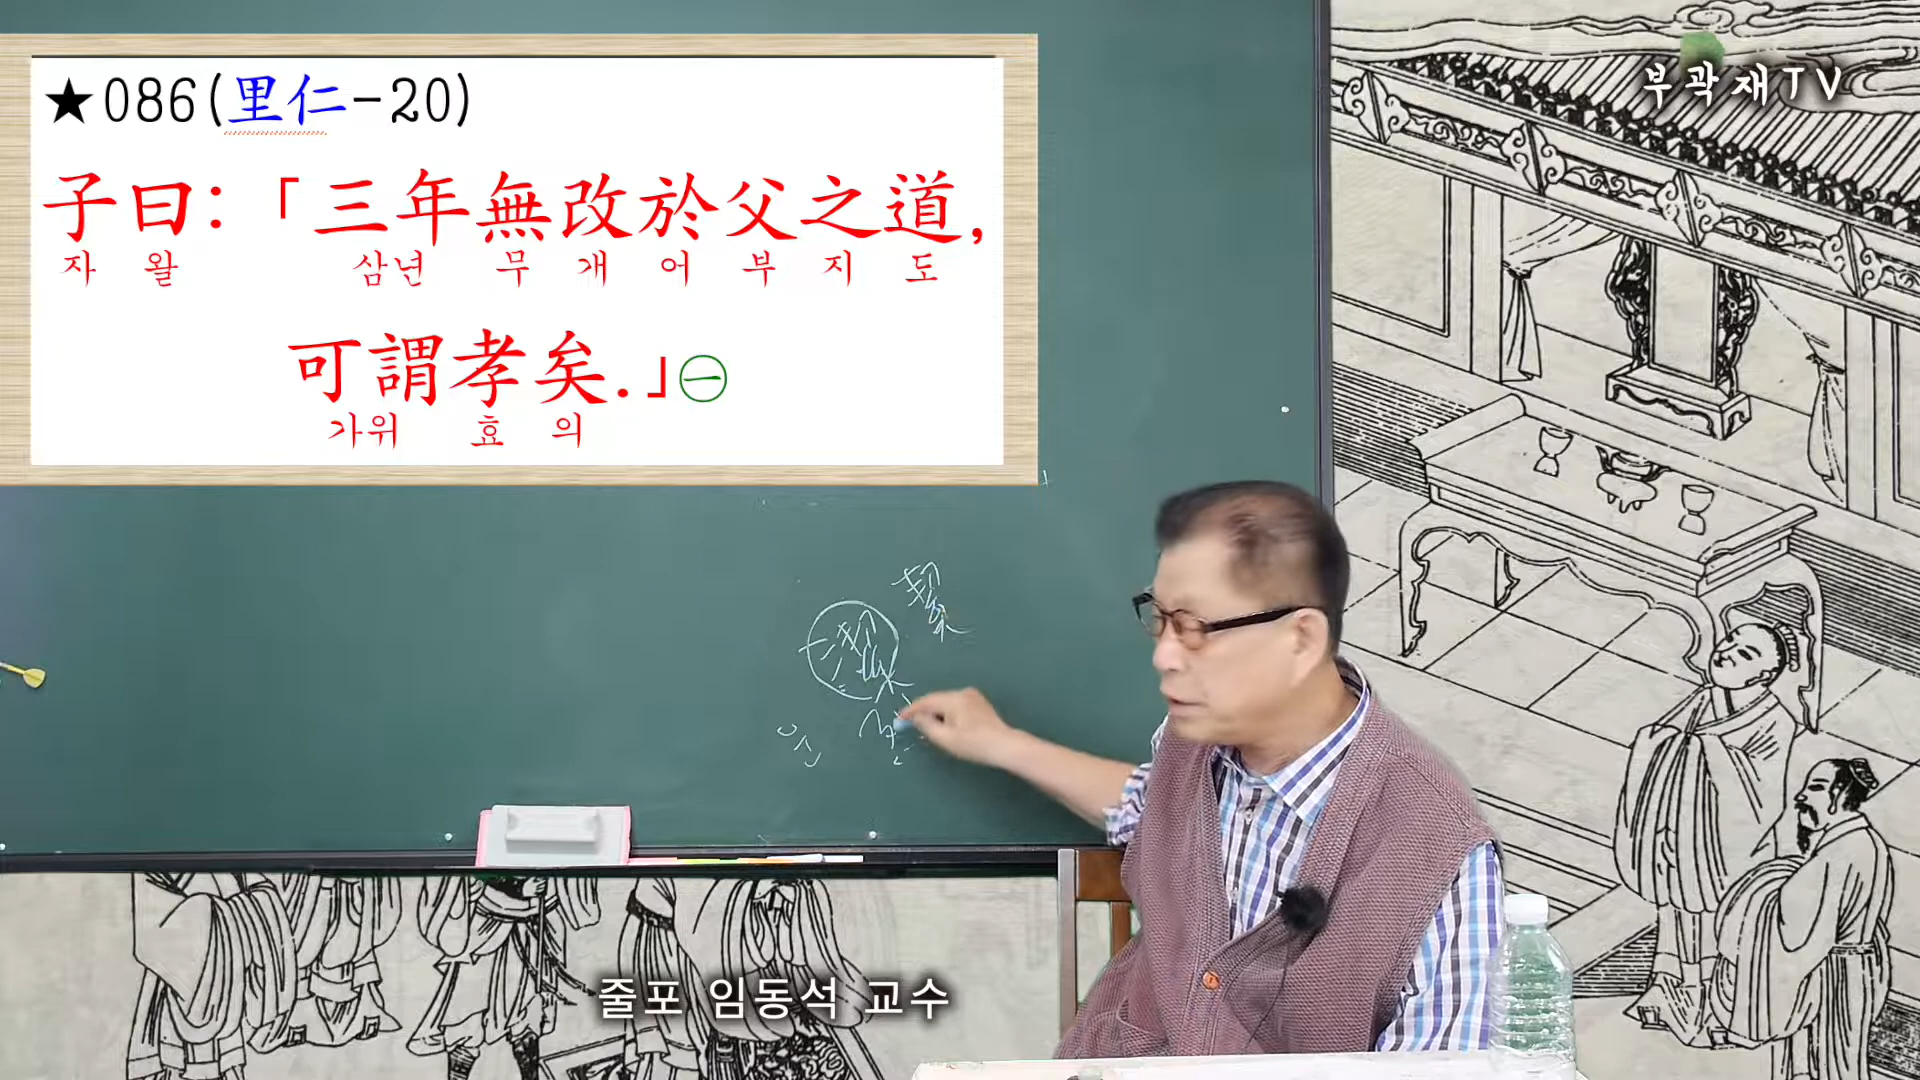 ★086(里仁-20)
子曰:「三年無改於父之道,
자 왈 삼년 무 개 어 부 지 도
可謂孝矣.」㊀
가위 효 의
부곽재TV
줄포 임동석 교수